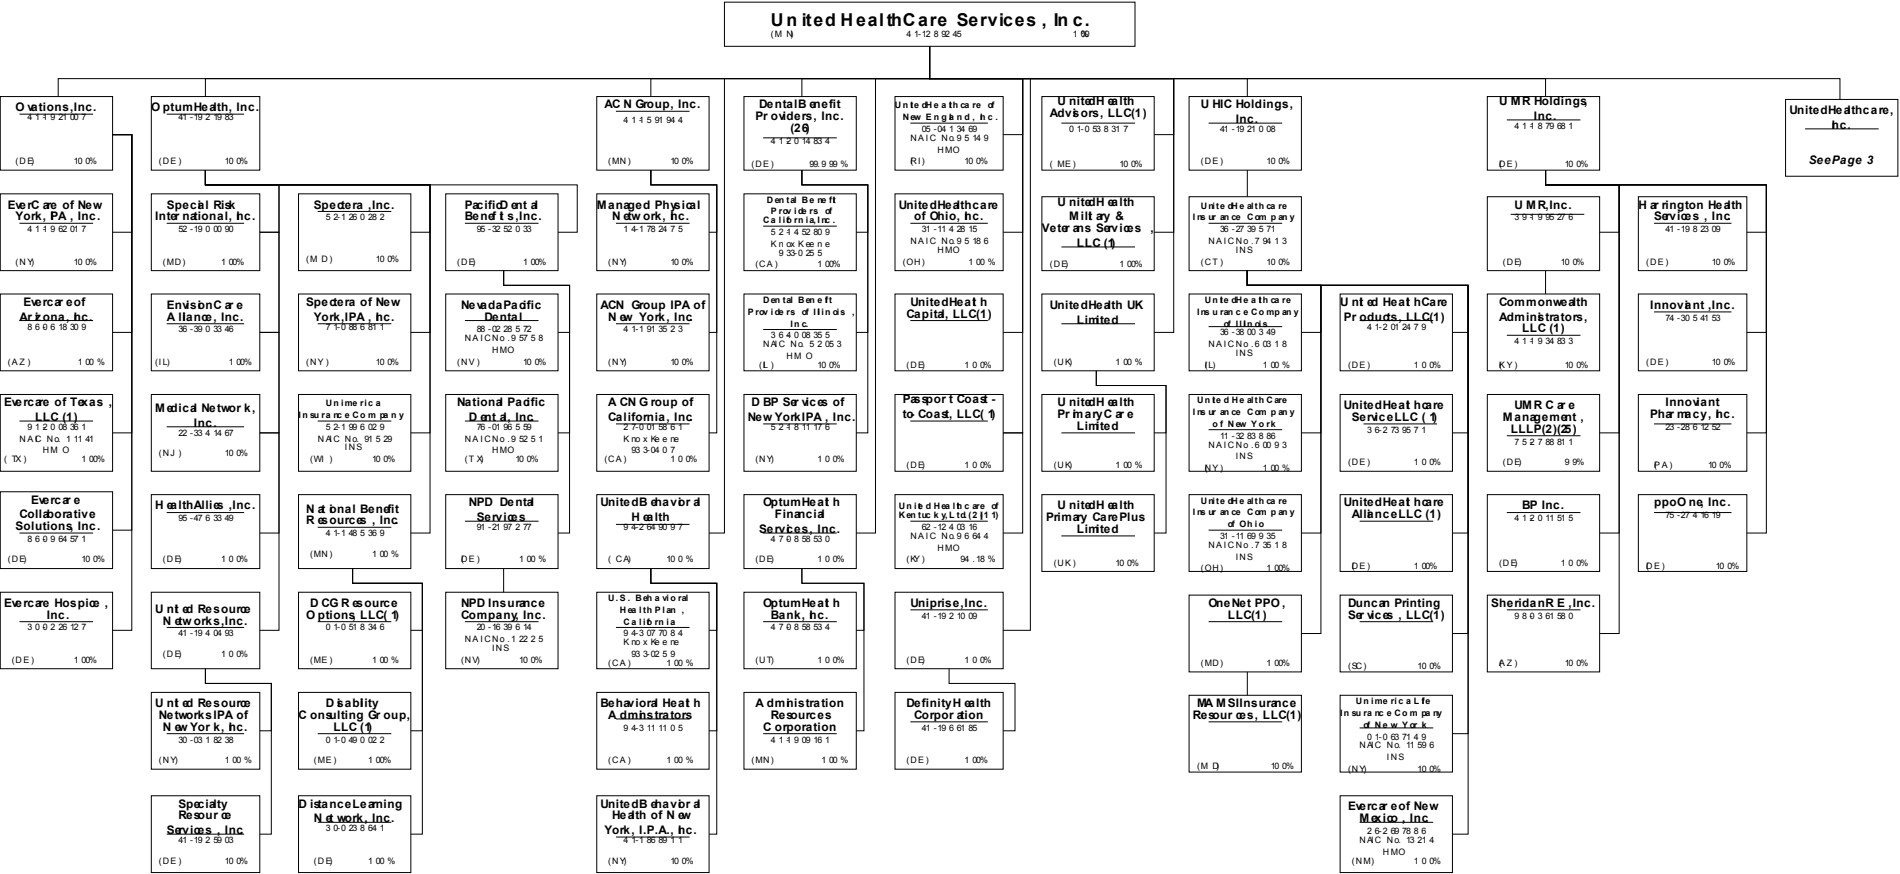 United HealthCare Services, Inc.
(MN) 41-1289245 100%
Ovations, Inc.
41-1921007
(DE) 100%
EverCare of New
York, PA, Inc.
41-1962017
(NY) 100%
Evercare of
Arizona, Inc.
86-0618309
(AZ) 100%
Evercare of Texas,
LLC (1)
91-2008361
NAIC No. 11141
HMO
(TX) 100%
Evercare
Collaborative
Solutions, Inc.
86-0964571
(DE) 100%
Evercare Hospice,
Inc.
30-0226127
(DE) 100%
OptumHealth, Inc.
41-1921983
(DE) 100%
Special Risk
International, Inc.
52-1900090
(MD) 100%
Envision Care
Alliance, Inc.
36-3903346
(IL) 100%
Medical Network,
Inc.
22-3341467
(NJ) 100%
HealthAllies, Inc.
95-4763349
(DE) 100%
United Resource
Networks, Inc.
41-1940493
(DE) 100%
United Resource
Networks IPA of
New York, Inc.
30-0318238
(NY) 100%
Specialty
Resource
Services, Inc
41-1925903
(DE) 100%
Spectera, Inc.
52-1260282
(MD) 100%
Spectera of New
York, IPA, Inc.
71-0886811
(NY) 100%
Unimerica
Insurance Company
52-1996029
NAIC No. 91529
INS
(WI) 100%
National Benefit
Resources, Inc.
41-1485369
(MN) 100%
DCG Resource
Options, LLC(1)
01-0518346
(ME) 100%
Disability
Consulting Group,
LLC (1)
01-0490022
(ME) 100%
Distance Learning
Network, Inc.
30-0238641
(DE) 100%
Pacific Dental
Benefits, Inc.
95-3252033
(DE) 100%
Nevada Pacific
Dental
88-0228572
NAIC No. 95758
HMO
(NV) 100%
National Pacific
Dental, Inc.
76-0196559
NAIC No. 95251
HMO
(TX) 100%
NPD Dental
Services
91-2197277
(DE) 100%
NPD Insurance
Company, Inc.
20-1639614
NAIC No. 12225
INS
(NV) 100%
ACN Group, Inc.
41-1591944
(MN) 100%
Managed Physical
Network, Inc.
14-1782475
(NY) 100%
ACN Group IPA of
New York, Inc
41-1913523
(NY) 100%
ACN Group of
California, Inc
27-0015861
Knox Keene
933-0407
(CA) 100%
United Behavioral
Health
94-2649097
(CA) 100%
U.S. Behavioral
Health Plan,
California
94-3077084
Knox Keene
933-0259
(CA) 100%
Behavioral Health
Administrators
94-3111105
(CA) 100%
United Behavioral
Health of New
York, I.P.A., Inc.
41-1868911
(NY) 100%
Dental Benefit
Providers, Inc.
(26)
41-2014834
(DE) 99.999%
Dental Benefit
Providers of
California, Inc.
52-1452809
Knox Keene
933-0255
(CA) 100%
Dental Benefit
Providers of Illinois,
Inc.
36-4008355
NAIC No. 52053
HMO
(IL) 100%
DBP Services of
New York IPA, Inc.
52-1811176
(NY) 100%
OptumHealth
Financial
Services, Inc.
47-0858530
(DE) 100%
OptumHealth
Bank, Inc.
47-0858534
(UT) 100%
Administration
Resources
Corporation
41-1909161
(MN) 100%
UnitedHealthcare of
New England, Inc.
05-0413469
NAIC No. 95149
HMO
(RI) 100%
UnitedHealthcare
of Ohio, Inc.
31-1142815
NAIC No. 95186
HMO
(OH) 100%
UnitedHealth
Capital, LLC(1)
(DE) 100%
Passport Coast-
to-Coast, LLC(1)
(DE) 100%
United Healthcare of
Kentucky, Ltd.(2)(11)
62-1240316
NAIC No. 96644
HMO
(KY) 94.18%
Uniprise, Inc.
41-1921009
(DE) 100%
Definity Health
Corporation
41-1966185
(DE) 100%
UnitedHealth
Advisors, LLC(1)
01-0538317
(ME) 100%
UnitedHealth
Military &
Veterans Services,
LLC (1)
(DE) 100%
UnitedHealth UK
Limited
(UK) 100%
UnitedHealth
Primary Care
Limited
(UK) 100%
UnitedHealth
Primary Care Plus
Limited
(UK) 100%
UHIC Holdings,
Inc.
41-1921008
(DE) 100%
UnitedHealthcare
Insurance Company
36-2739571
NAIC No. 79413
INS
(CT) 100%
UnitedHealthcare
Insurance Company
of Illinois
36-3800349
NAIC No. 60318
INS
(IL) 100%
United HealthCare
Insurance Company
of New York
11-3283886
NAIC No. 60093
INS
(NY) 100%
UnitedHealthcare
Insurance Company
of Ohio
31-1169935
NAIC No. 73518
INS
(OH) 100%
OneNet PPO,
LLC(1)
(MD) 100%
MAMSI Insurance
Resources, LLC(1)
(MD) 100%
United HealthCare
Products, LLC(1)
41-2012479
(DE) 100%
UnitedHealthcare
Service LLC (1)
36-2739571
(DE) 100%
UnitedHealthcare
Alliance LLC (1)
(DE) 100%
Duncan Printing
Services, LLC(1)
(SC) 100%
Unimerica Life
Insurance Company
of New York
01-0637149
NAIC No. 11596
INS
(NY) 100%
Evercare of New
Mexico, Inc
26-2697886
NAIC No. 13214
HMO
(NM) 100%
UMR Holdings,
Inc.
41-1879681
(DE) 100%
UMR, Inc.
39-1995276
(DE) 100%
Commonwealth
Administrators,
LLC (1)
41-1934833
(KY) 100%
UMR Care
Management,
LLLP(2)(25)
75-2788811
(DE) 99%
BP Inc.
41-2011515
(DE) 100%
Sheridan R E, Inc.
98-0361580
(AZ) 100%
Harrington Health
Services, Inc
41-1982309
(DE) 100%
Innoviant, Inc.
74-3054153
(DE) 100%
Innoviant
Pharmacy, Inc.
23-2861252
(PA) 100%
ppoOne, Inc.
75-2741619
(DE) 100%
UnitedHealthcare,
Inc.
See Page 3